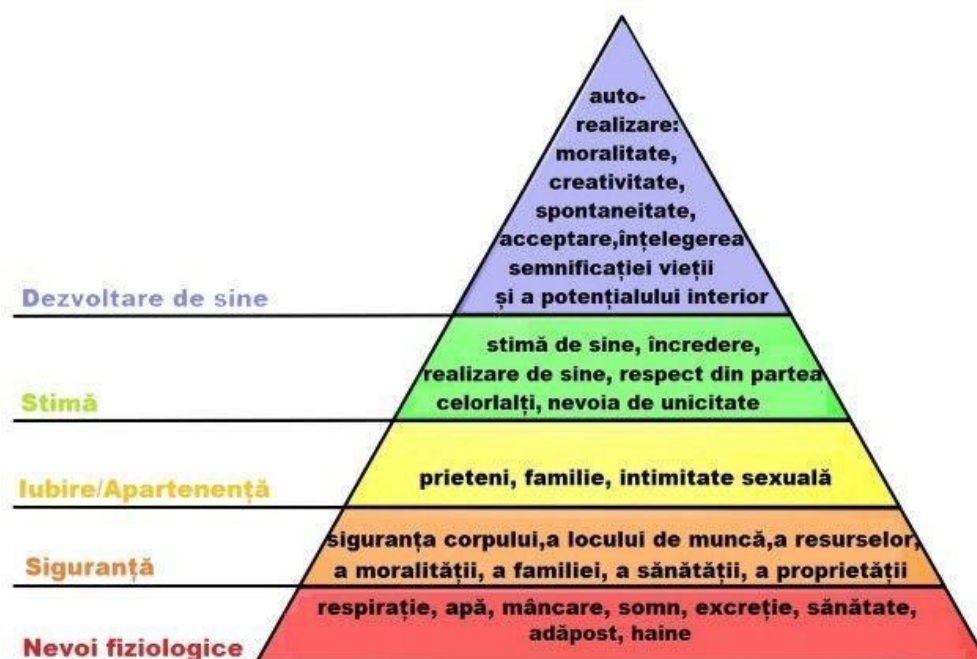 auto-
realizare:
moralitate,
creativitate,
spontaneitate,
acceptare,înțelegerea
semnificației vieții
și a potențialului interior
Dezvoltare de sine
stimă de sine, încredere,
realizare de sine, respect din partea
celorlalți, nevoia de unicitate
Stimă
prieteni, familie, intimitate sexuală
Iubire/Apartenență
siguranța corpului,a locului de muncă,a resurselor,
a moralității, a familiei, a sănătății, a proprietății
Siguranță
respirație, apă, mâncare, somn, excreție, sănătate,
adăpost, haine
Nevoi fiziologice